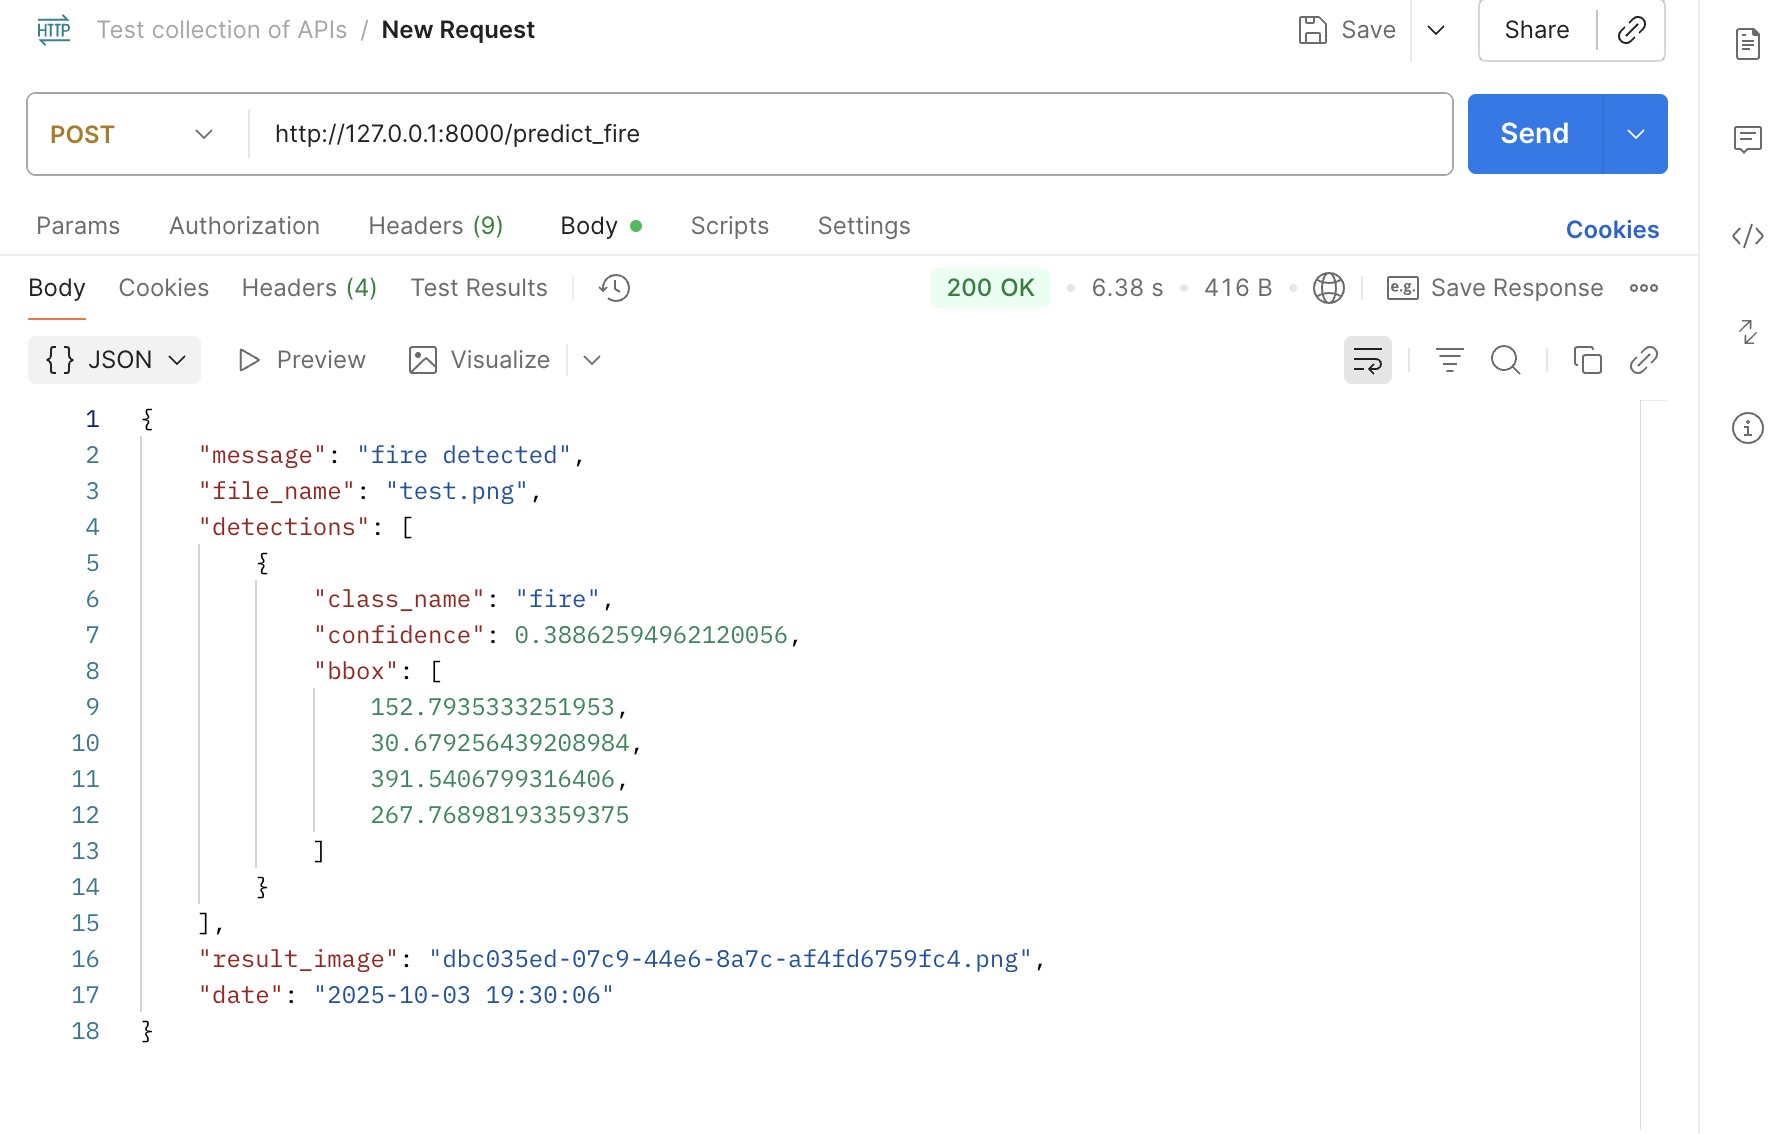 HTTP Test collection of APIs / New Request Save Share
POST http://127.0.0.1:8000/predict_fire Send
Params Authorization Headers (9) Body Scripts Settings Cookies
Body Cookies Headers (4) Test Results 200 OK 6.38 s 416 B e.g. Save Response
{} JSON Preview Visualize
1 {
2 "message": "fire detected",
3 "file_name": "test.png",
4 "detections": [
5 {
6 "class_name": "fire",
7 "confidence": 0.38862594962120056,
8 "bbox": [
9 152.7935333251953,
10 30.679256439208984,
11 391.5406799316406,
12 267.76898193359375
13 ]
14 }
15 ],
16 "result_image": "dbc035ed-07c9-44e6-8a7c-af4fd6759fc4.png",
17 "date": "2025-10-03 19:30:06"
18 }